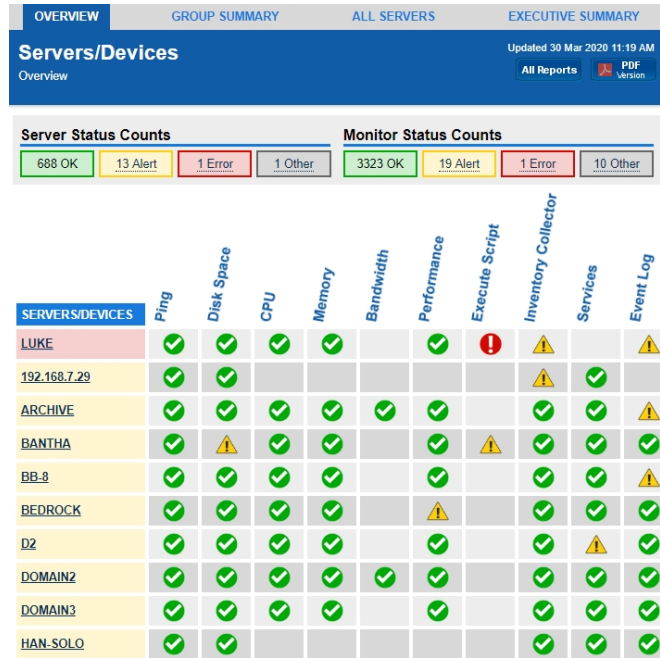 OVERVIEW GROUP SUMMARY ALL SERVERS EXECUTIVE SUMMARY
Servers/Devices
Overview
Updated 30 Mar 2020 11:19 AM
All Reports PDF Version
Server Status Counts
688 OK 13 Alert 1 Error 1 Other
Monitor Status Counts
3323 OK 19 Alert 1 Error 10 Other
SERVERS/DEVICES Ping Disk Space CPU Memory Bandwidth Performance Execute Script Inventory Collector Services Event Log
LUKE
192.168.7.29
ARCHIVE
BANTHA
BB-8
BEDROCK
D2
DOMAIN2
DOMAIN3
HAN-SOLO